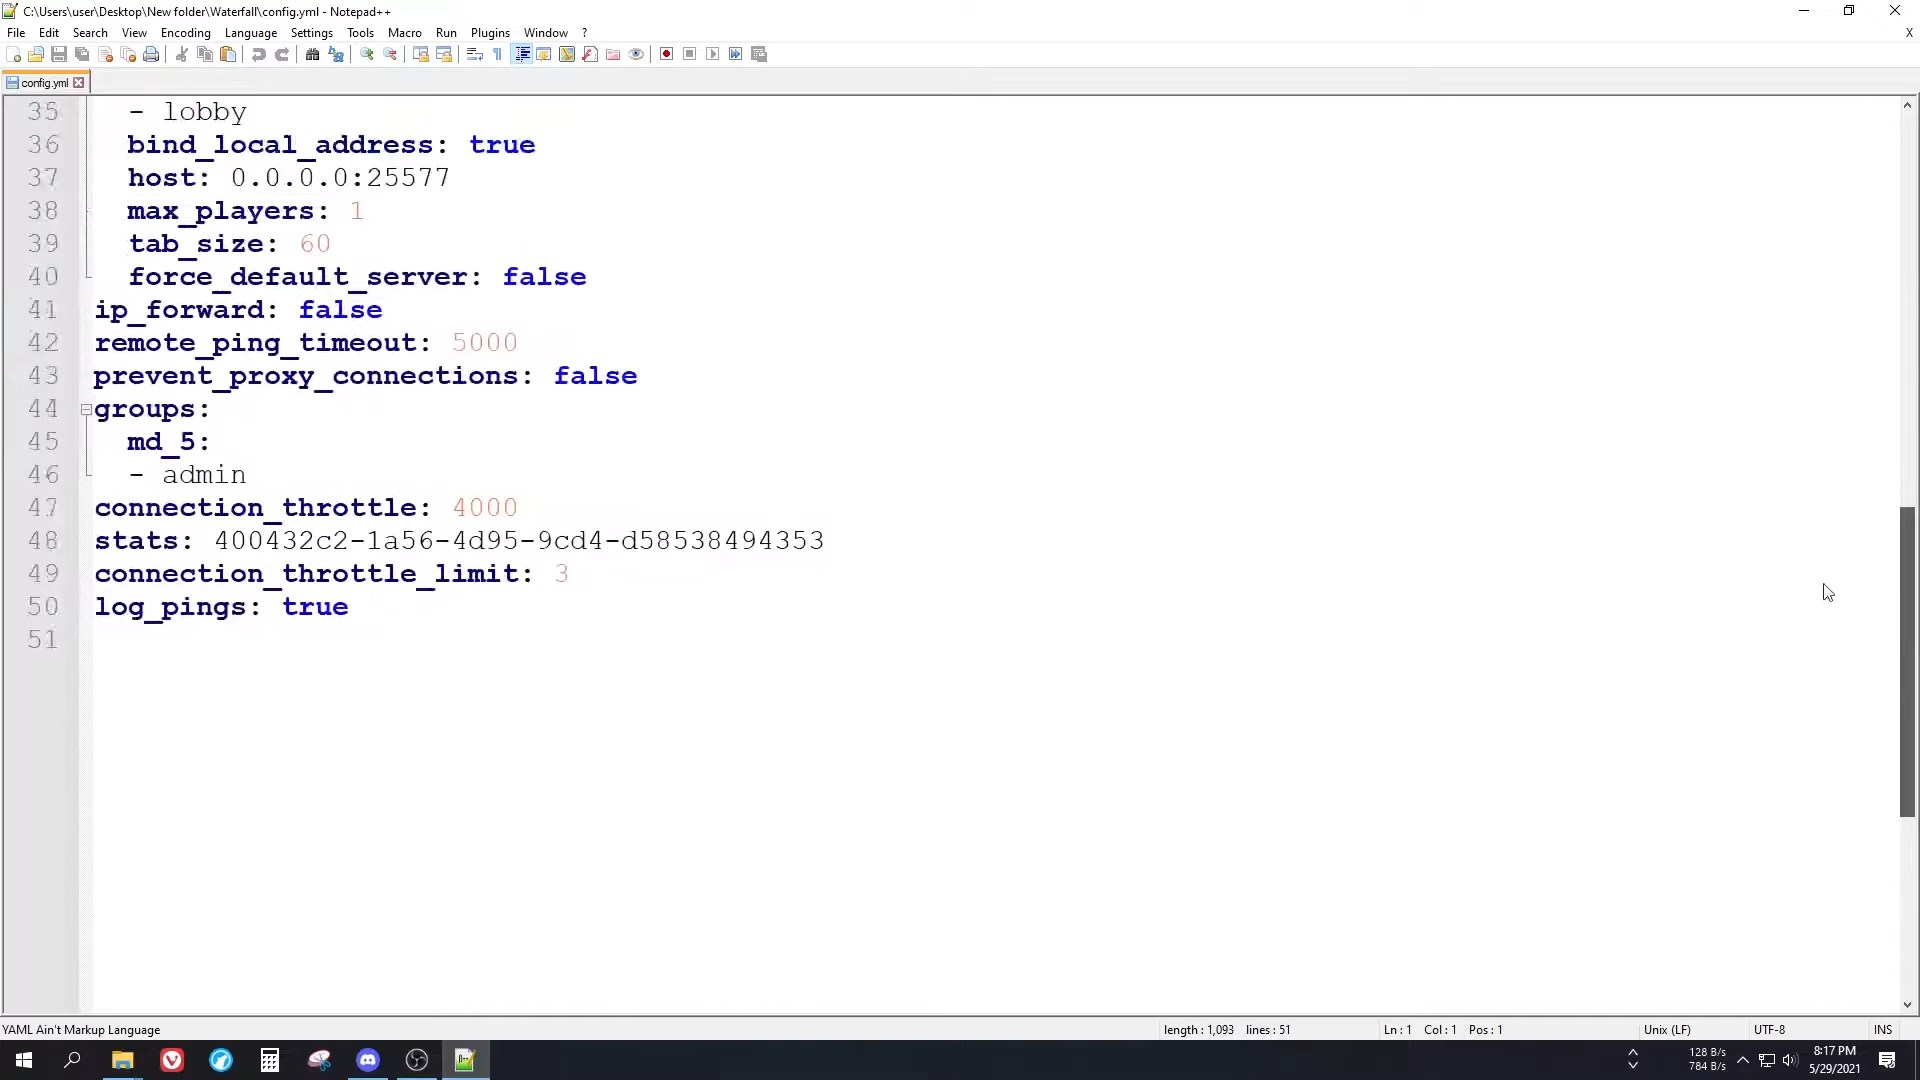 C:\Users\user\Desktop\New folder\Waterfall\config.yml - Notepad++
File Edit Search View Encoding Language Settings Tools Macro Run Plugins Window ? X
config.yml
35 - lobby
36 bind_local_address: true
37 host: 0.0.0.0:25577
38 max_players: 1
39 tab_size: 60
40 force_default_server: false
41 ip_forward: false
42 remote_ping_timeout: 5000
43 prevent_proxy_connections: false
44 groups:
45 md_5:
46 - admin
47 connection_throttle: 4000
48 stats: 400432c2-1a56-4d95-9cd4-d58538494353
49 connection_throttle_limit: 3
50 log_pings: true
51
YAML Ain't Markup Language length : 1,093 lines : 51 Ln : 1 Col : 1 Pos : 1 Unix (LF) UTF-8 INS
128 B/s
784 B/s
8:17 PM
5/29/2021